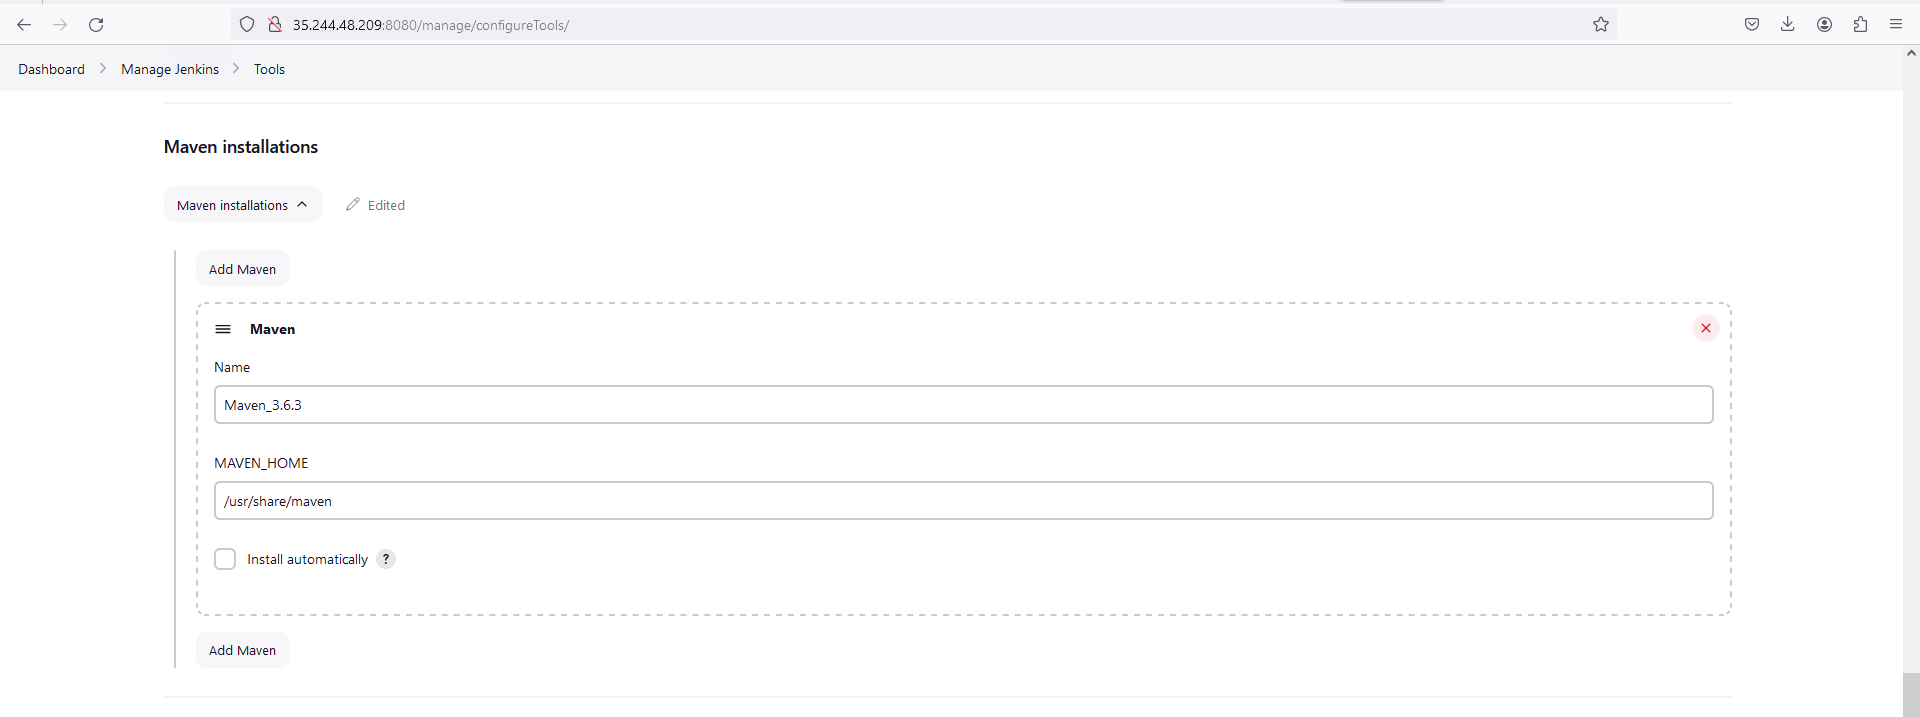 35.244.48.209:8080/manage/configureTools/
Dashboard > Manage Jenkins > Tools
Maven installations
Maven installations Edited
Add Maven
Maven
Name
Maven_3.6.3
MAVEN_HOME
/usr/share/maven
Install automatically ?
Add Maven